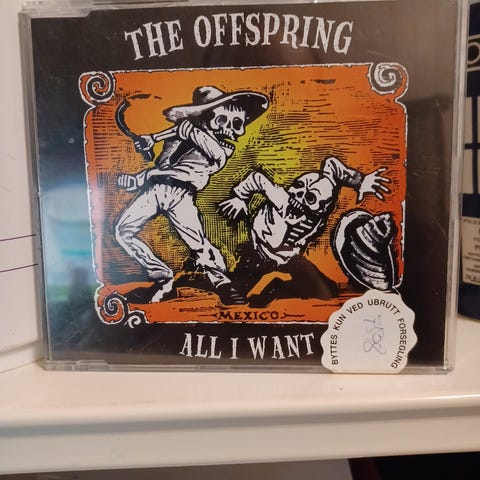 THE OFFSPRING
MEXICO
ALL I WANT
BYTTES KUN VED UBRUTT FORSEGLING